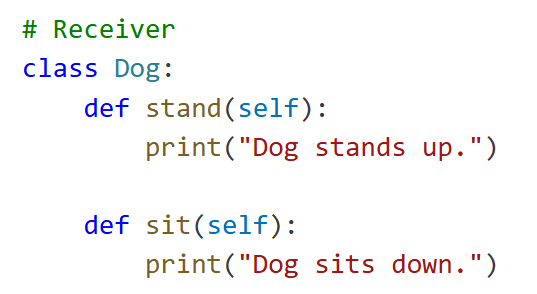 # Receiver
class Dog:
    def stand(self):
        print("Dog stands up.")
    def sit(self):
        print("Dog sits down.")